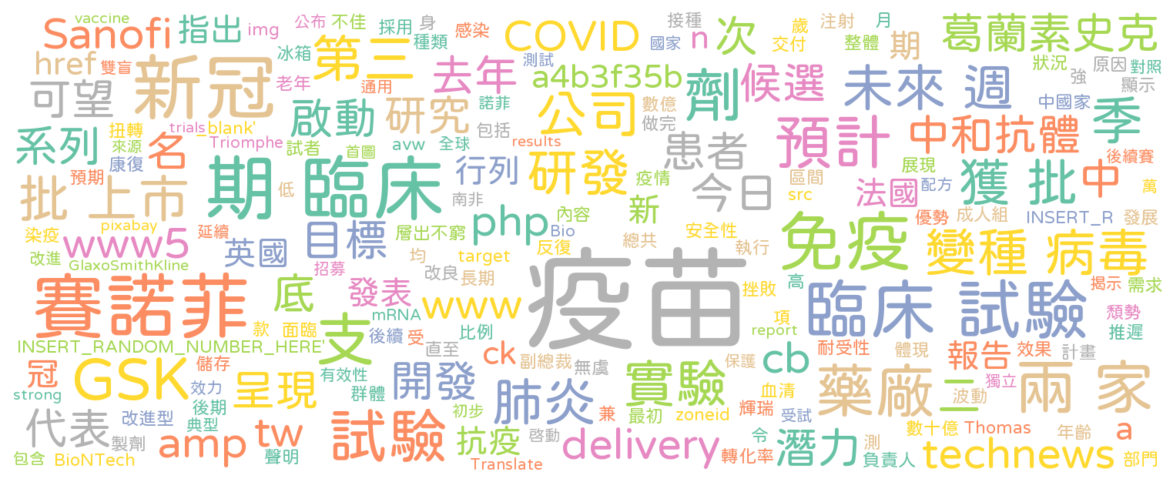 vaccine 指出 公布 不佳 採用 身 接種 歲 注射 月
Sanofi img 第三 種類 感染 COVID 國家 n 次 交付 整體 期 葛蘭素史克
href 雙盲 新冠 冰箱 去年 測試 劑 候選 未來 週 狀況 原因 對照
可望 老年 通用 a4b3f35b 強 顯示
啟動 研究 諾菲 公司 數億 中國家 季
系列 扭轉 trials _blank' 名 來源 Triomphe 試者 包括 做完 預計 中和抗體
康復 首圖 avw 全球 results 患者 後續賽
預期 期 臨床 行列 研發 疫情 展現 獲 批 中
批 上市 低 南非 今日 區間 法國 配方 萬
pixabay php 內容 新 src 優勢 成人組 INSERT_R 發展
染疫 延續 目標 層出不窮 Bio 安全性 免疫
www5 英國 反復 總共 執行 變種 病毒
改進 GlaxoSmithKline 招募 均 改良 target 疫苗 高 揭示 需求
賽諾菲 底 發表 長期 挫敗 臨床 試驗
mRNA www 項 頹勢
款 面臨 後續 受 比例 report 推遲
INSERT_RANDOM_NUMBER_HERE' 支 直至 ck 副總裁 無虞 cb 耐受性 體現 報告 效果 計畫
冠 GSK 儲存 有效性 實驗 保護
strong 效力 呈現 群體 開發 肺炎 血清 藥廠 二 獨立 兩 家
代表 改進型 後期 初步 最初 zoneid 輝瑞 受試 波動
製劑 典型 amp tw 試驗 抗疫 啓動 兼 令 數十億 Thomas 年齡 a
包含 BioNTech 聲明 Translate delivery 轉化率 潛力 測 負責人 technews 部門